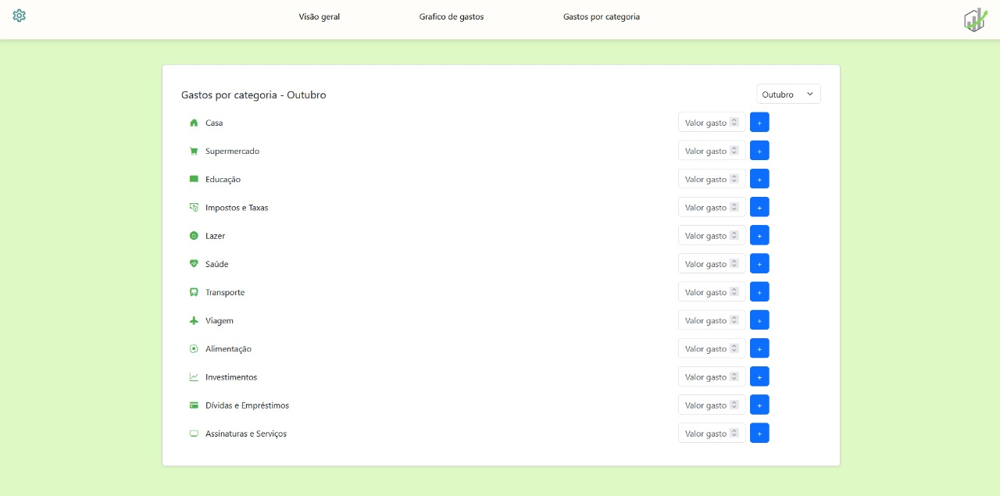 Visão geral Grafico de gastos Gastos por categoria
Gastos por categoria - Outubro Outubro
Casa Valor gasto +
Supermercado Valor gasto +
Educação Valor gasto +
Impostos e Taxas Valor gasto +
Lazer Valor gasto +
Saúde Valor gasto +
Transporte Valor gasto +
Viagem Valor gasto +
Alimentação Valor gasto +
Investimentos Valor gasto +
Dívidas e Empréstimos Valor gasto +
Assinaturas e Serviços Valor gasto +